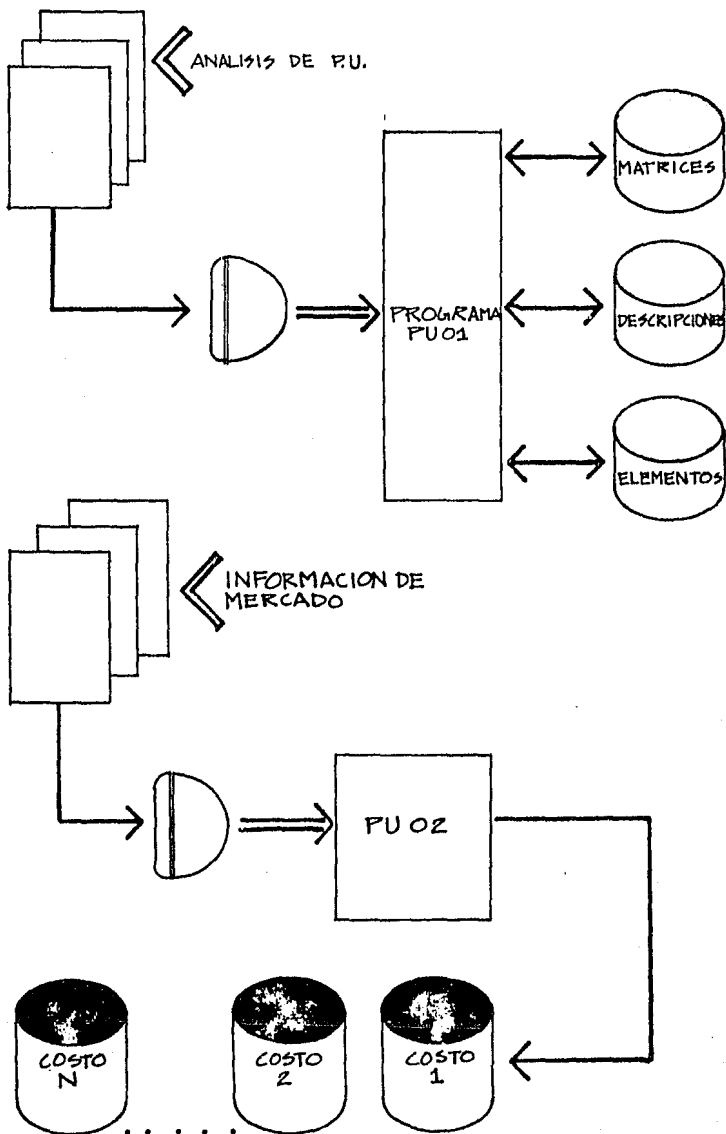 ANALISIS DE P.U.
MATRICES
PROGRAMA
PU01
DESCRIPCIONES
ELEMENTOS
INFORMACION DE
MERCADO
PU 02
COSTO
N
COSTO
2
COSTO
1